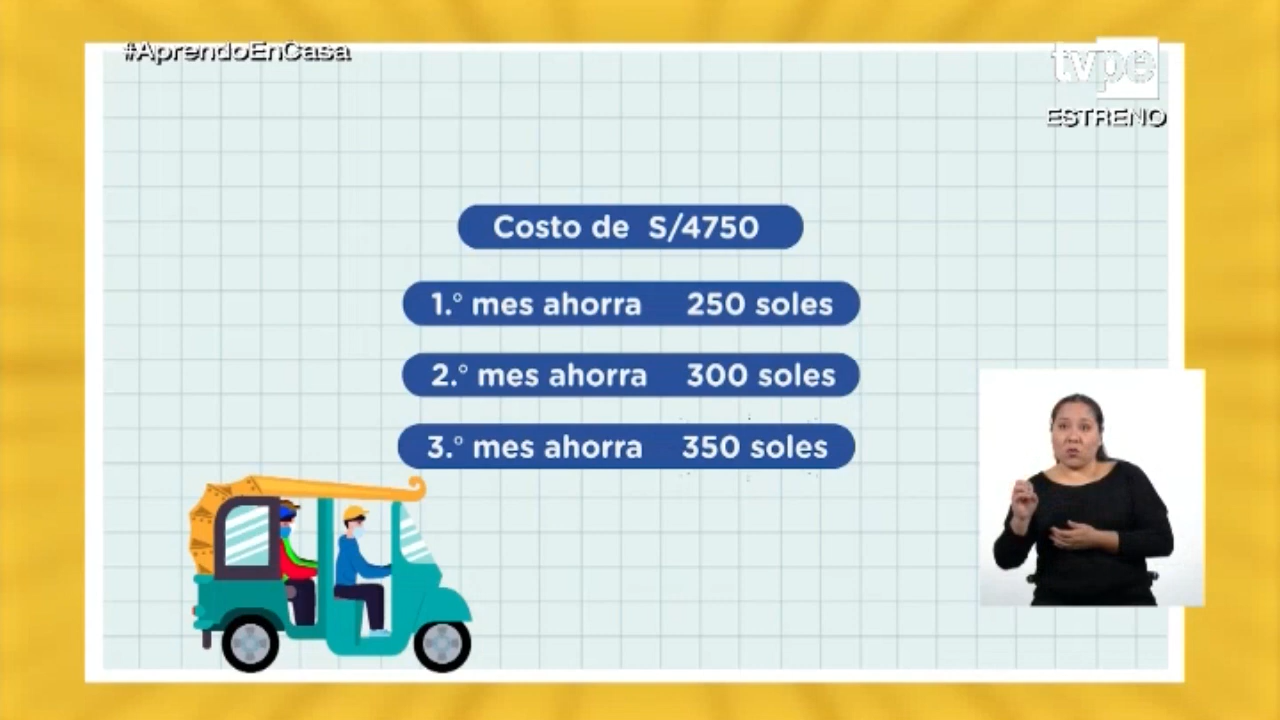 #AprendoEnCasa
tvpe
ESTRENO
Costo de S/4750
1.° mes ahorra 250 soles
2.° mes ahorra 300 soles
3.° mes ahorra 350 soles